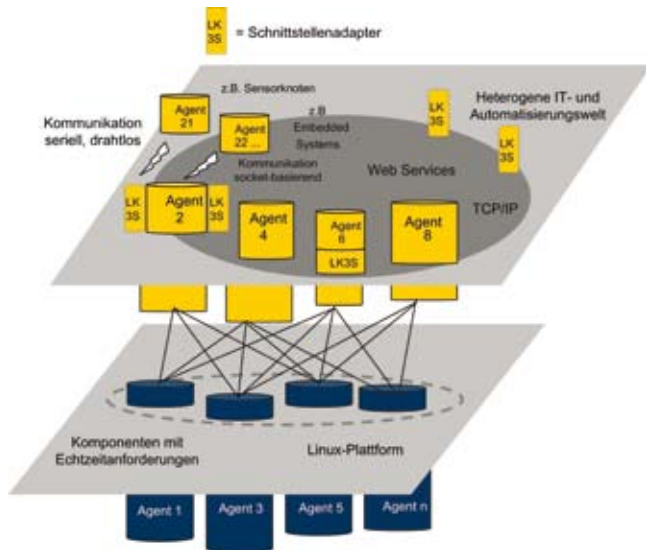 LK
3S
= Schnittstellenadapter
z.B. Sensorknoten
Agent
21
Kommunikation
seriell, drahtlos
Agent
22 ...
z.B
Embedded
Systems
LK
3S
Heterogene IT- und
Automatisierungswelt
LK
3S
Kommunikation
socket-basierend
Web Services
TCP/IP
LK
3S
Agent
2
LK
3S
Agent
4
Agent
6
LK3S
Agent
8
Komponenten mit
Echtzeitanforderungen
Linux-Plattform
Agent 1
Agent 3
Agent 5
Agent n